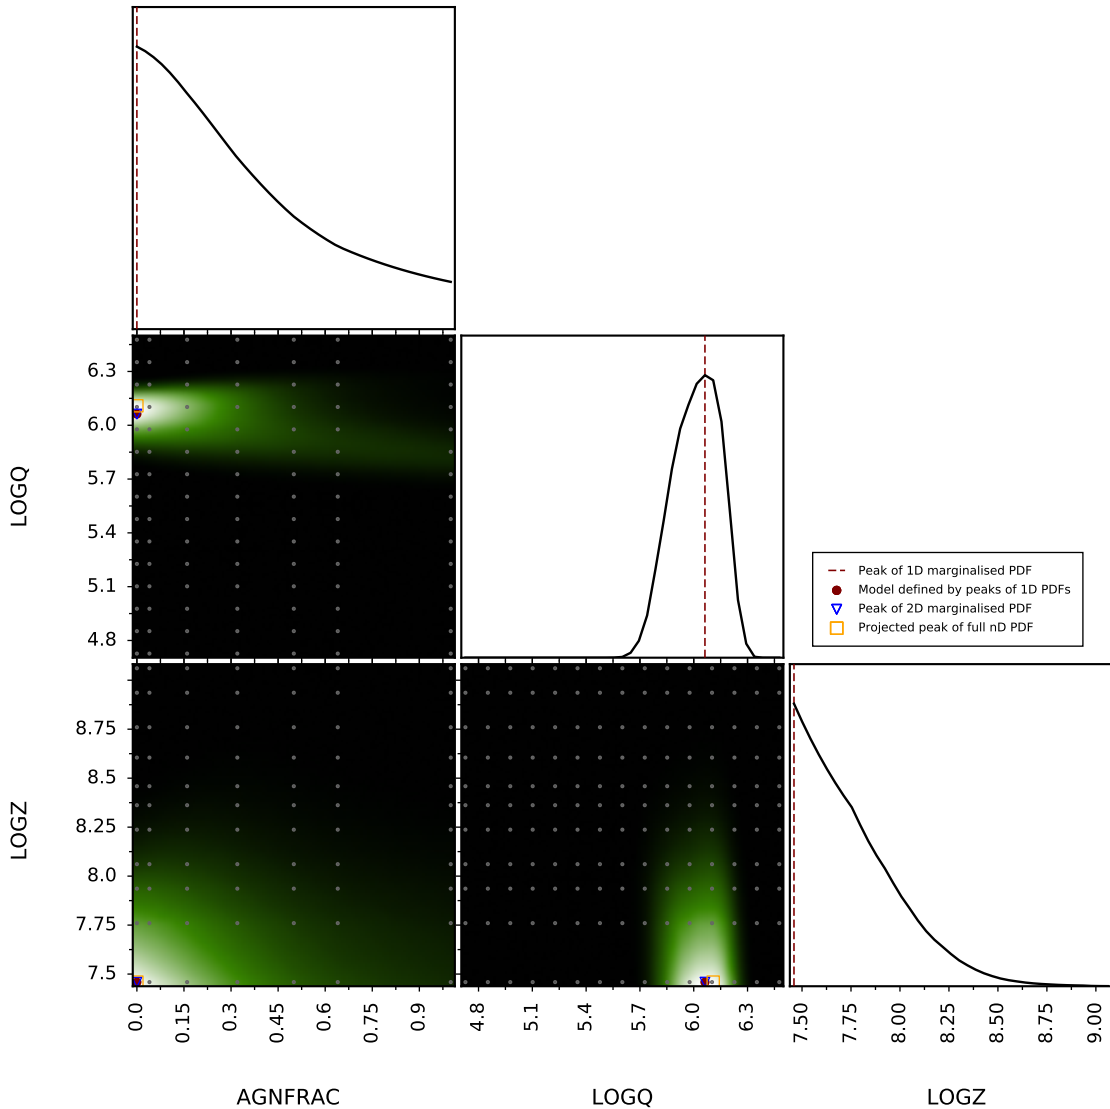 LOGQ
6.3
6.0
5.7
5.4
5.1
4.8
Peak of 1D marginalised PDF
Model defined by peaks of 1D PDFs
Peak of 2D marginalised PDF
Projected peak of full nD PDF
LOGZ
8.75
8.5
8.25
8.0
7.75
7.5
0.0 0.15 0.3 0.45 0.6 0.75 0.9
4.8 5.1 5.4 5.7 6.0 6.3
7.50 7.75 8.00 8.25 8.50 8.75 9.00
AGNFRAC LOGQ LOGZ